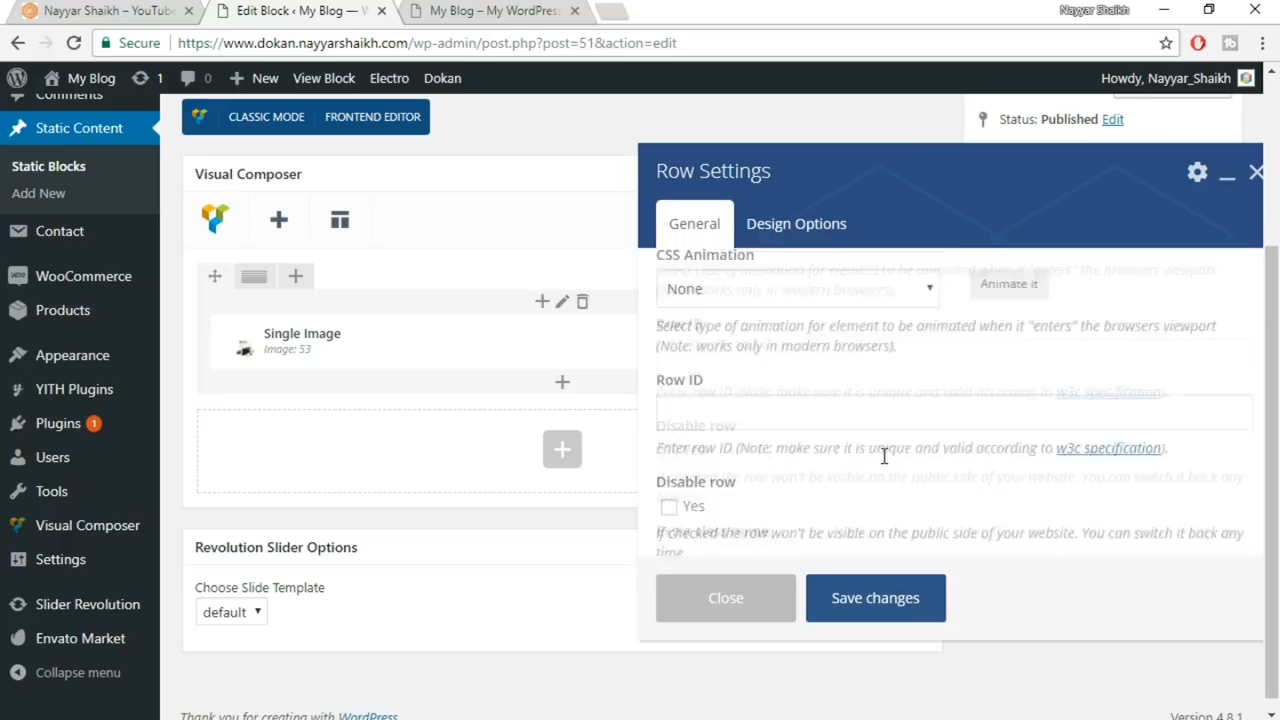 Nayyar Shaikh – YouTube
Edit Block ‹ My Blog — W
My Blog – My WordPress
Nayyar Shaikh
Secure
https://www.dokan.nayyarshaikh.com/wp-admin/post.php?post=51&action=edit
My Blog
1
0
New
View Block
Electro
Dokan
Howdy, Nayyar_Shaikh
Comments
Static Content
Static Blocks
Add New
Contact
WooCommerce
Products
Appearance
YITH Plugins
Plugins 1
Users
Tools
Visual Composer
Settings
Slider Revolution
Envato Market
Collapse menu
CLASSIC MODE
FRONTEND EDITOR
Status: Published Edit
Visual Composer
Single Image
Image: 53
Revolution Slider Options
Choose Slide Template
default
Row Settings
General
Design Options
CSS Animation
None
Animate it
Select type of animation for element to be animated when it "enters" the browsers viewport
(Note: works only in modern browsers).
Row ID
Enter row ID (Note: make sure it is unique and valid according to w3c specification).
Disable row
Yes
If checked the row won't be visible on the public side of your website. You can switch it back any
time.
Close
Save changes
Thank you for creating with WordPress
Version 4.8.1